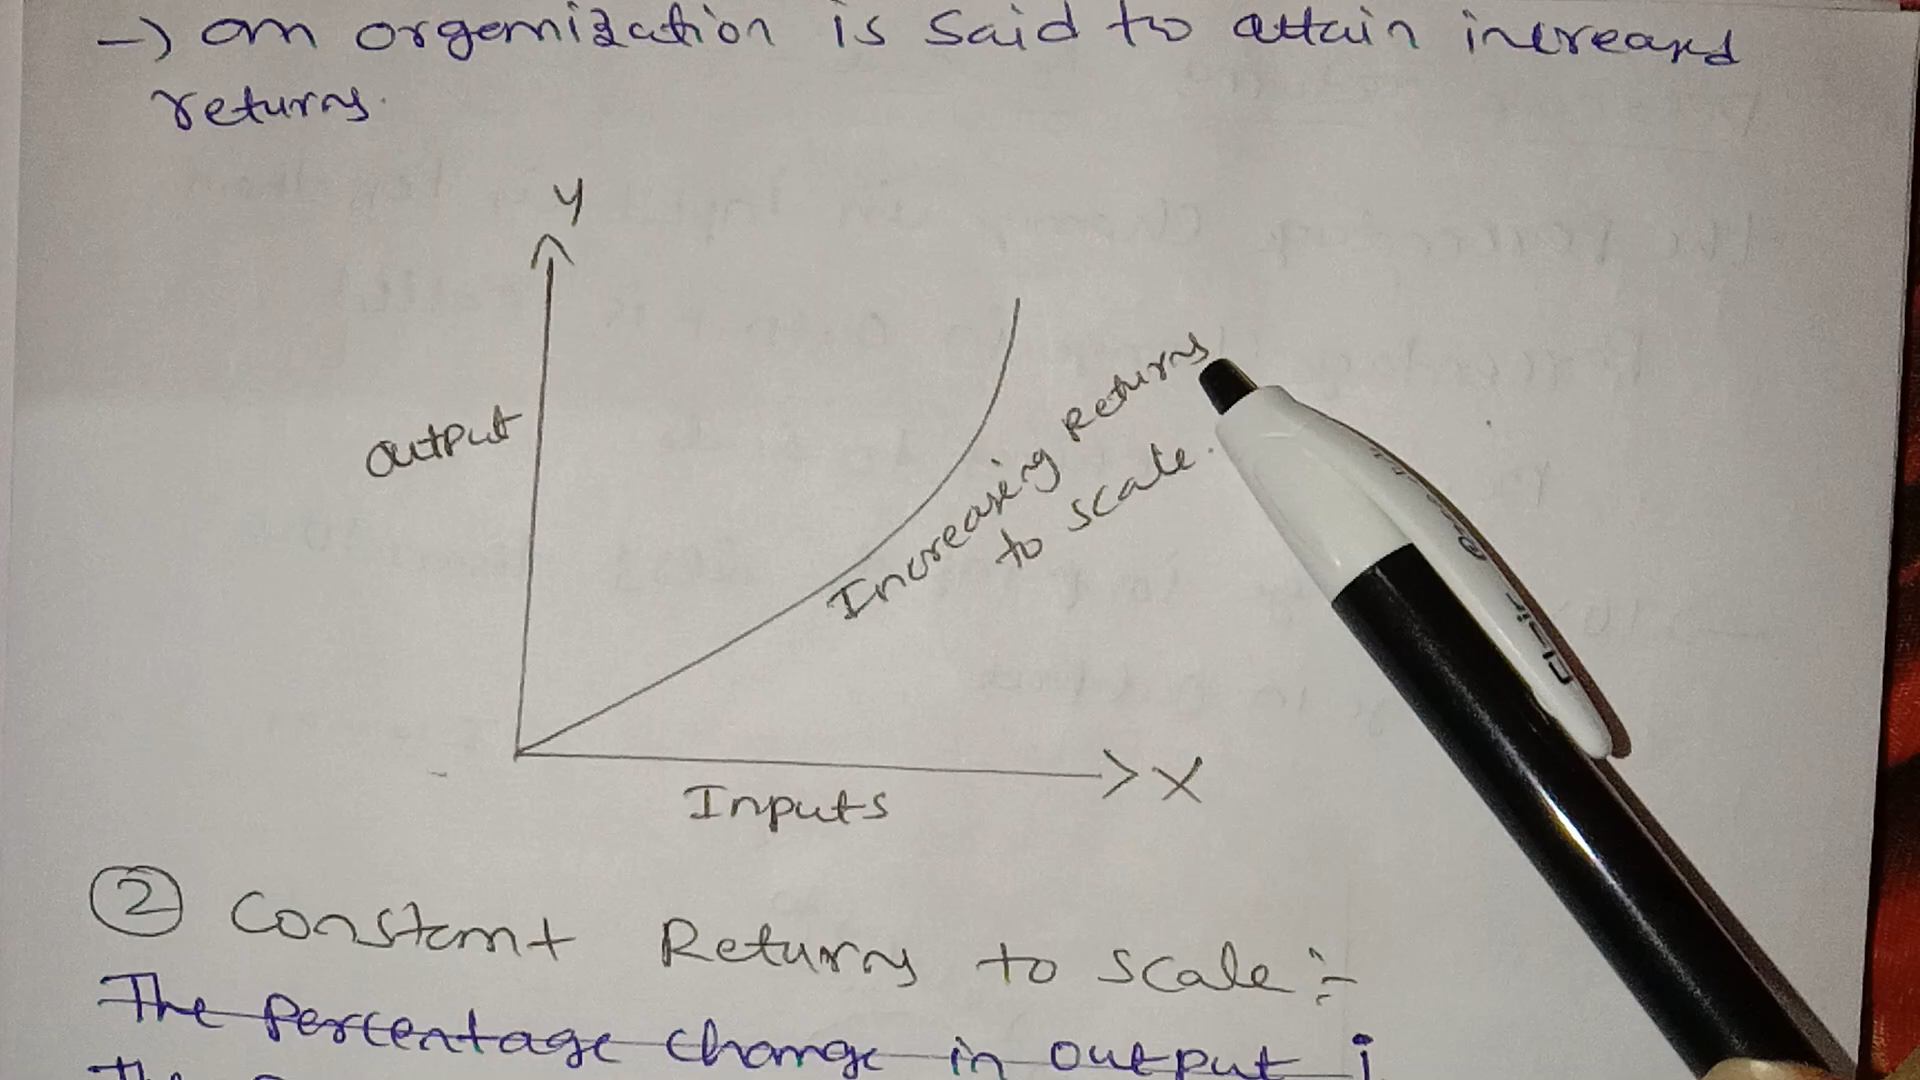 → an organization is said to attain increased
returns.
Y
output
Increasing Returns
to scale.
Inputs
X
② Constant Returns to scale :-
The percentage change in output i
the